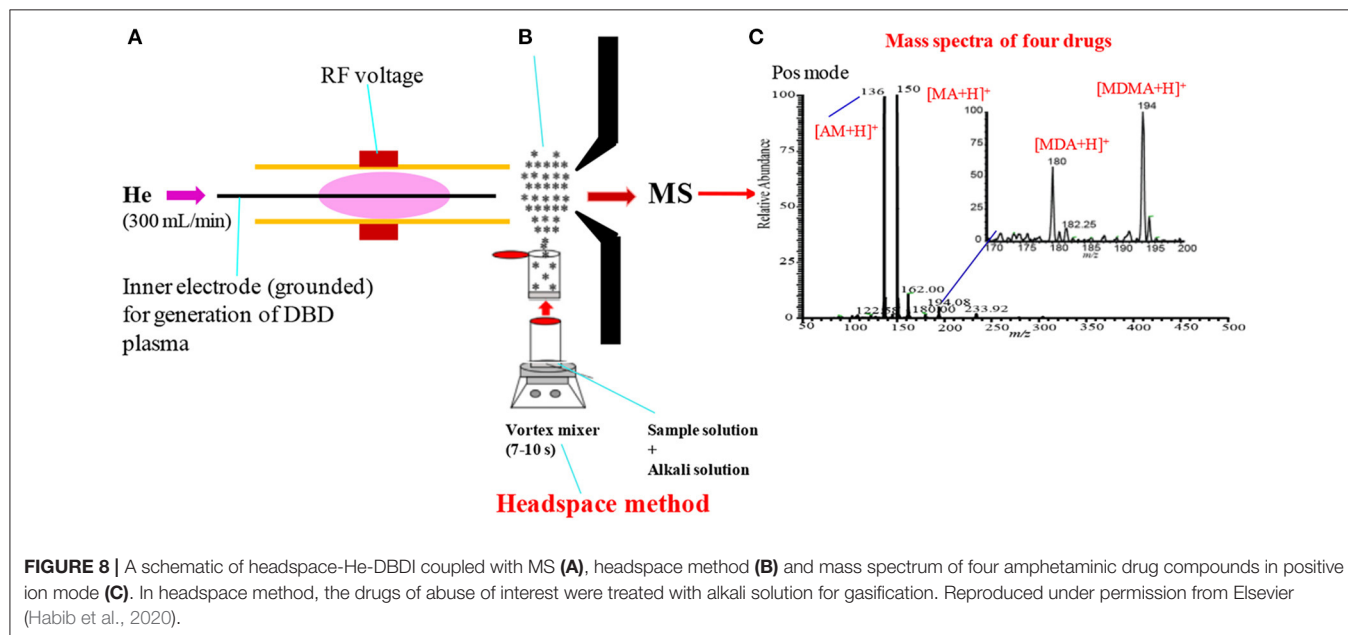 A
B
C
Mass spectra of four drugs
RF voltage
Pos mode
He
(300 mL/min)
MS
Inner electrode (grounded)
for generation of DBD
plasma
Vortex mixer
(7-10 s)
Sample solution
+
Alkali solution
Headspace method
Relative Abundance
100
75
50
25
0
136
150
[AM+H]+
[MA+H]+
162.00
180.00
194.08
233.92
50
100
150
200
250
300
350
400
450
500
m/z
[MDMA+H]+
194
[MDA+H]+
180
182.25
100
75
50
25
0
170
175
180
185
190
195
200
m/z
FIGURE 8 | A schematic of headspace-He-DBDI coupled with MS (A), headspace method (B) and mass spectrum of four amphetaminic drug compounds in positive
ion mode (C). In headspace method, the drugs of abuse of interest were treated with alkali solution for gasification. Reproduced under permission from Elsevier
(Habib et al., 2020).